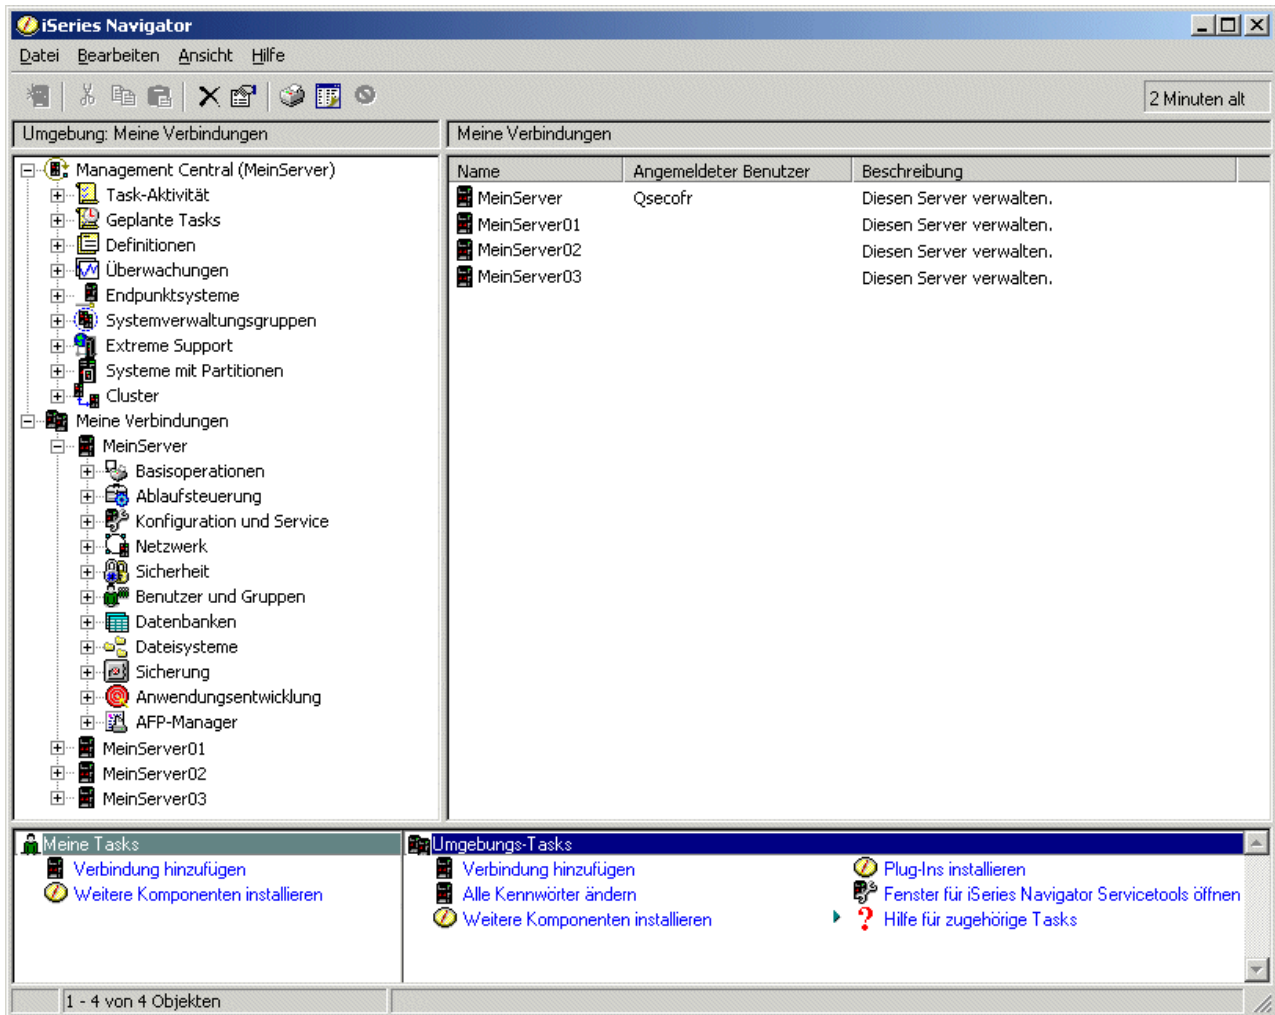 iSeries Navigator
Datei Bearbeiten Ansicht Hilfe
2 Minuten alt
Umgebung: Meine Verbindungen
Management Central (MeinServer)
Task-Aktivität
Geplante Tasks
Definitionen
Überwachungen
Endpunktsysteme
Systemverwaltungsgruppen
Extreme Support
Systeme mit Partitionen
Cluster
Meine Verbindungen
MeinServer
Basisoperationen
Ablaufsteuerung
Konfiguration und Service
Netzwerk
Sicherheit
Benutzer und Gruppen
Datenbanken
Dateisysteme
Sicherung
Anwendungsentwicklung
AFP-Manager
MeinServer01
MeinServer02
MeinServer03
Meine Verbindungen
Name Angemeldeter Benutzer Beschreibung
MeinServer Qsecofr Diesen Server verwalten.
MeinServer01 Diesen Server verwalten.
MeinServer02 Diesen Server verwalten.
MeinServer03 Diesen Server verwalten.
Meine Tasks
Verbindung hinzufügen
Weitere Komponenten installieren
Umgebungs-Tasks
Verbindung hinzufügen
Alle Kennwörter ändern
Weitere Komponenten installieren
Plug-Ins installieren
Fenster für iSeries Navigator Servicetools öffnen
Hilfe für zugehörige Tasks
1 - 4 von 4 Objekten